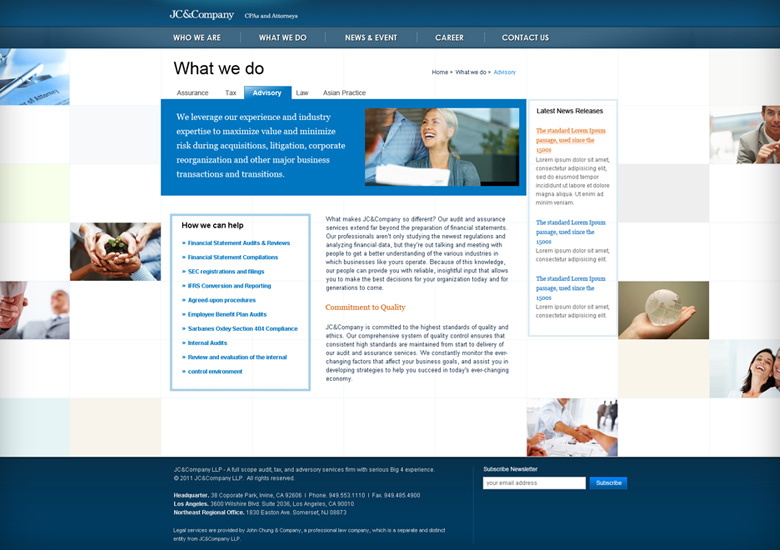 JC&Company CPAs and Attorneys
WHO WE ARE WHAT WE DO NEWS & EVENT CAREER CONTACT US
What we do
Home » What we do » Advisory
Assurance Tax Advisory Law Asian Practice
We leverage our experience and industry
expertise to maximize value and minimize
risk during acquisitions, litigation, corporate
reorganization and other major business
transactions and transitions.
How we can help
» Financial Statement Audits & Reviews
» Financial Statement Compilations
» SEC registrations and filings
» IFRS Conversion and Reporting
» Agreed-upon procedures
» Employee Benefit Plan Audits
» Sarbanes Oxley Section 404 Compliance
» Internal Audits
» Review and evaluation of the internal
» control environment
What makes JC&Company so different? Our audit and assurance
services extend far beyond the preparation of financial statements.
Our professionals aren't only studying the newest regulations and
analyzing financial data, but they're out talking and meeting with
people to get a better understanding of the various industries in
which businesses like yours operate. Because of this knowledge,
our people can provide you with reliable, insightful input that allows
you to make the best decisions for your organization today and for
generations to come.
Commitment to Quality
JC&Company is committed to the highest standards of quality and
ethics. Our comprehensive system of quality control ensures that
consistent high standards are maintained from start to delivery of
our audit and assurance services. We constantly monitor the ever-
changing factors that affect your business goals, and assist you in
developing strategies to help you succeed in today's ever-changing
economy.
Latest News Releases
The standard Lorem Ipsum
passage, used since the
1500s
Lorem ipsum dolor sit amet,
consectetur adipisicing elit,
sed do eiusmod tempor
incididunt ut labore et dolore
magna aliqua. Ut enim ad
minim veniam.
The standard Lorem Ipsum
passage, used since the
1500s
Lorem ipsum dolor sit amet,
consectetur adipisicing elit.
The standard Lorem Ipsum
passage, used since the
1500s
Lorem ipsum dolor sit amet,
consectetur adipisicing elit.
JC&Company LLP - A full scope audit, tax, and adversory services firm with serious Big 4 experience.
© 2011 JC&Company LLP. All rights reserved.
Headquarter. 38 Coporate Park, Irvine, CA 92606 I Phone. 949.553.1110 I Fax. 949.495.4900
Los Angeles. 3600 Wilshire Blvd. Suite 2036, Los Angeles, CA 90010
Northeast Regional Office. 1830 Easton Ave. Somerset, NJ 08873
Legal services are provided by John Chung & Company, a professional law company, which is a separate and distinct
entity from JC&Company LLP.
Subscribe Newsletter
your email address Subscribe